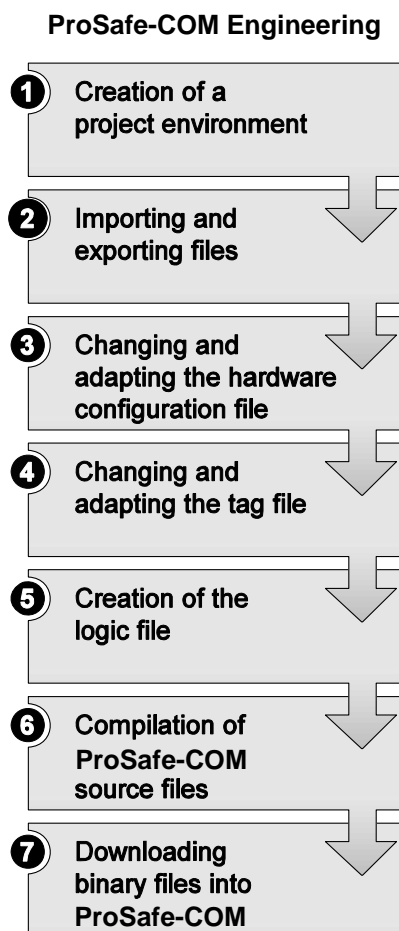 ProSafe-COM Engineering
1 Creation of a
project environment
2 Importing and
exporting files
3 Changing and
adapting the hardware
configuration file
4 Changing and
adapting the tag file
5 Creation of the
logic file
6 Compilation of
ProSafe-COM
source files
7 Downloading
binary files into
ProSafe-COM